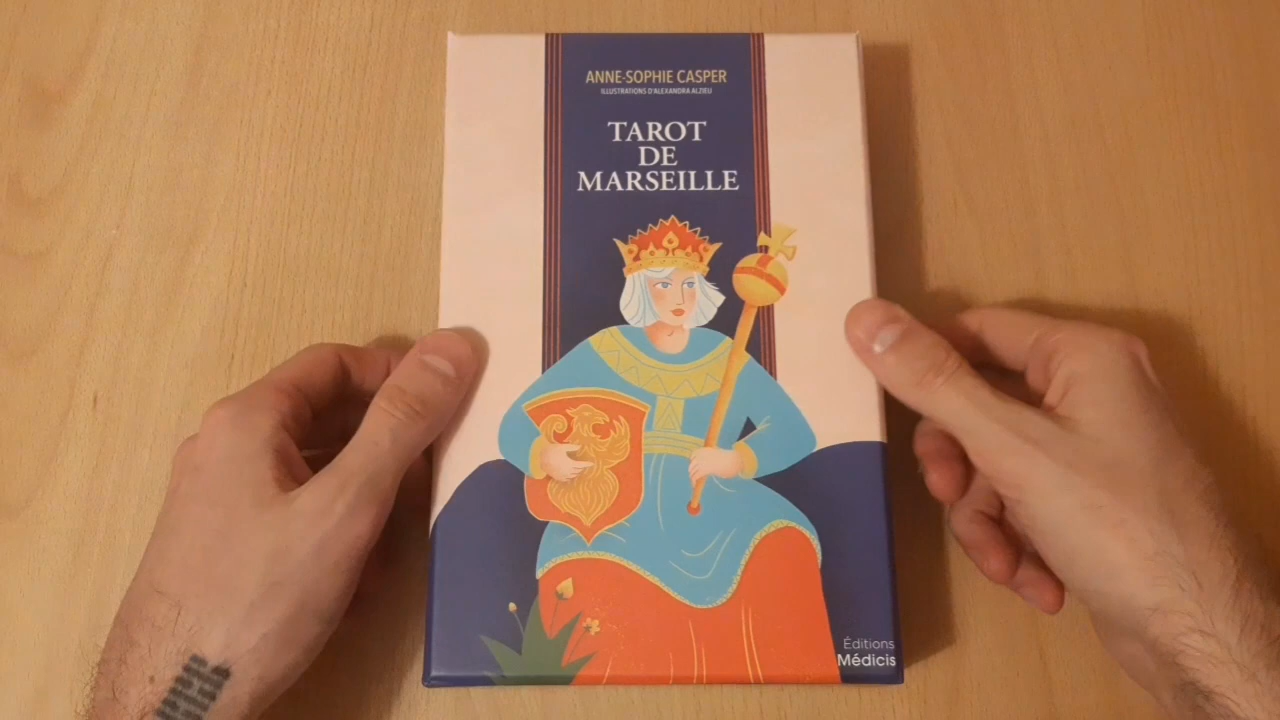 ANNE-SOPHIE CASPER
ILLUSTRATIONS D'ALEXANDRA ALZIEU
TAROT
DE
MARSEILLE
Éditions
Médicis